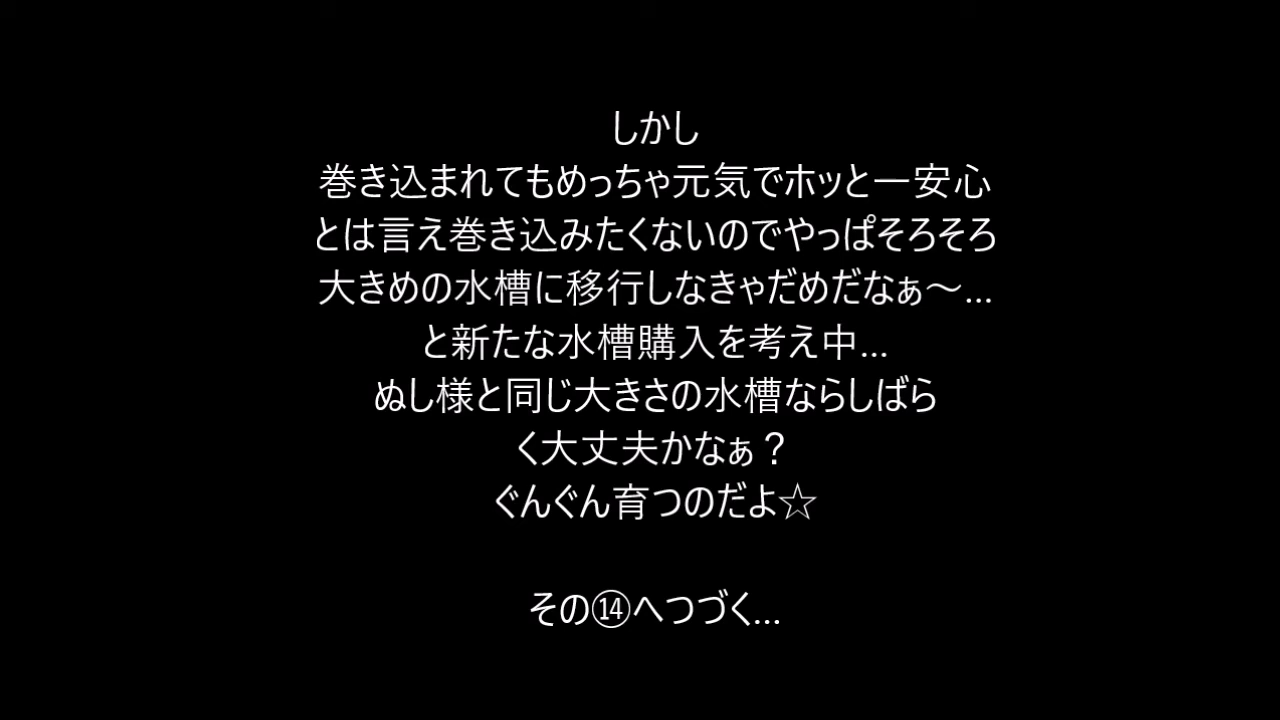 しかし
巻き込まれてもめっちゃ元気でホッと一安心
とは言え巻き込みたくないのでやっぱそろそろ
大きめの水槽に移行しなきゃだめだなぁ～...
と新たな水槽購入を考え中...
ぬし様と同じ大きさの水槽ならしばら
く大丈夫かなぁ？
ぐんぐん育つのだよ☆
その⑭へつづく...